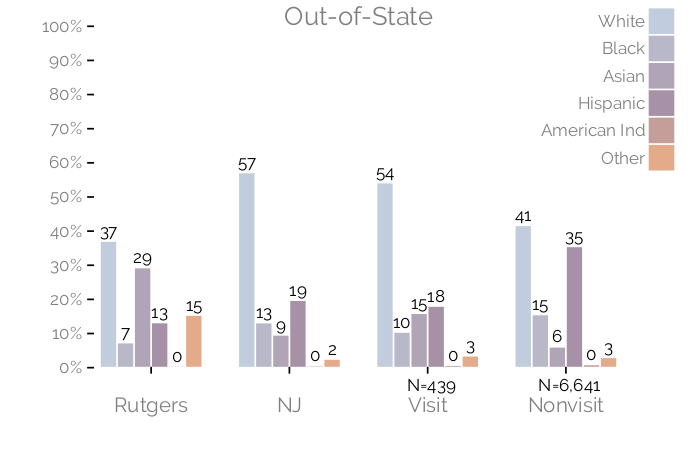 Out-of-State
100%
90%
80%
70%
60%
50%
40%
30%
20%
10%
0%
White
Black
Asian
Hispanic
American Ind
Other
37
7
29
13
0
15
57
13
9
19
0
2
54
10
15
18
0
3
41
15
6
35
0
3
N=439
N=6,641
Rutgers
NJ
Visit
Nonvisit